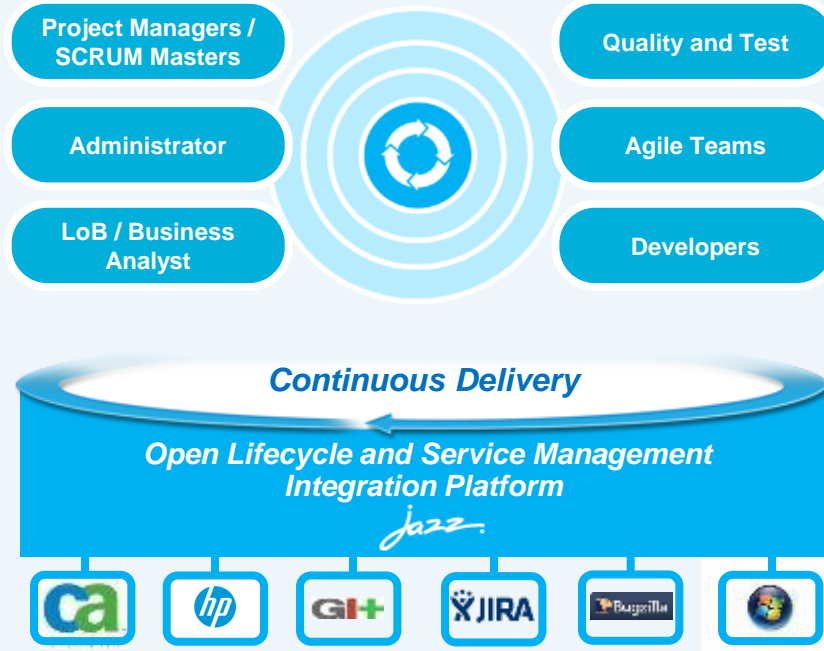 Project Managers /
SCRUM Masters
Quality and Test
Administrator
Agile Teams
LoB / Business
Analyst
Developers
Continuous Delivery
Open Lifecycle and Service Management
Integration Platform
jazz
ca
hp
GIt
JIRA
Bugzilla